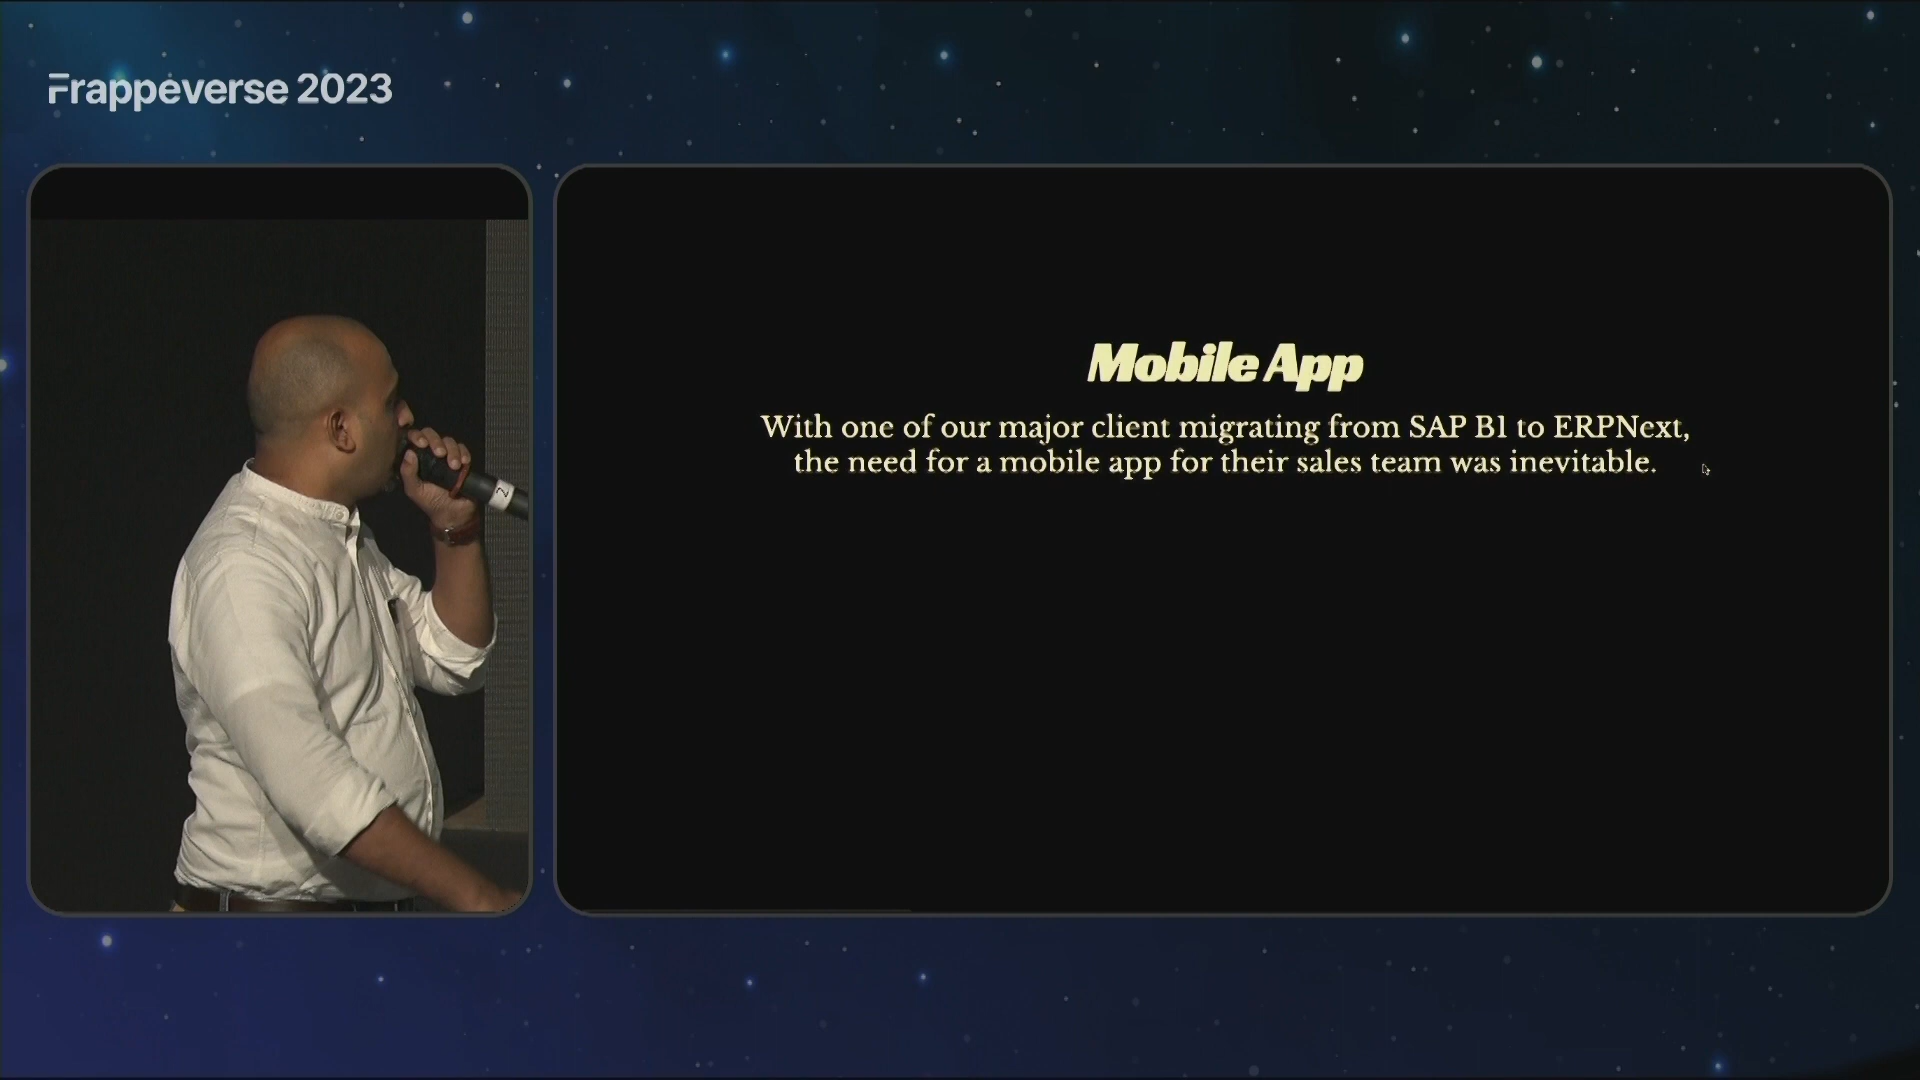 Frappeverse 2023
Mobile App
With one of our major client migrating from SAP B1 to ERPNext,
the need for a mobile app for their sales team was inevitable.
2